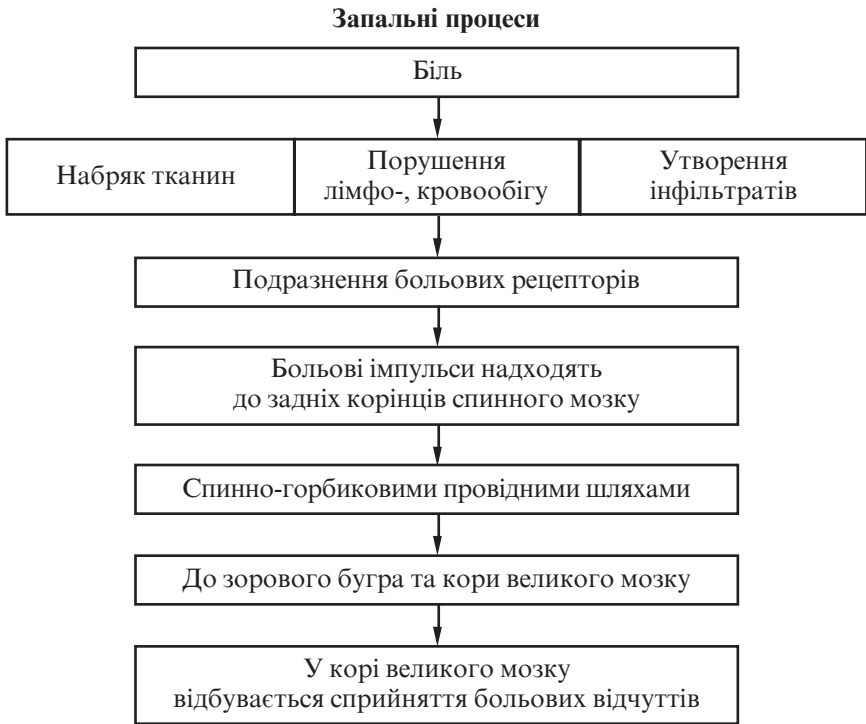 Запальні процеси
Біль
Набряк тканин
Порушення
лімфо-, кровообігу
Утворення
інфільтратів
Подразнення больових рецепторів
Больові імпульси надходять
до задніх корінців спинного мозку
Спинно-горбиковими провідними шляхами
До зорового бугра та кори великого мозку
У корі великого мозку
відбувається сприйняття больових відчуттів